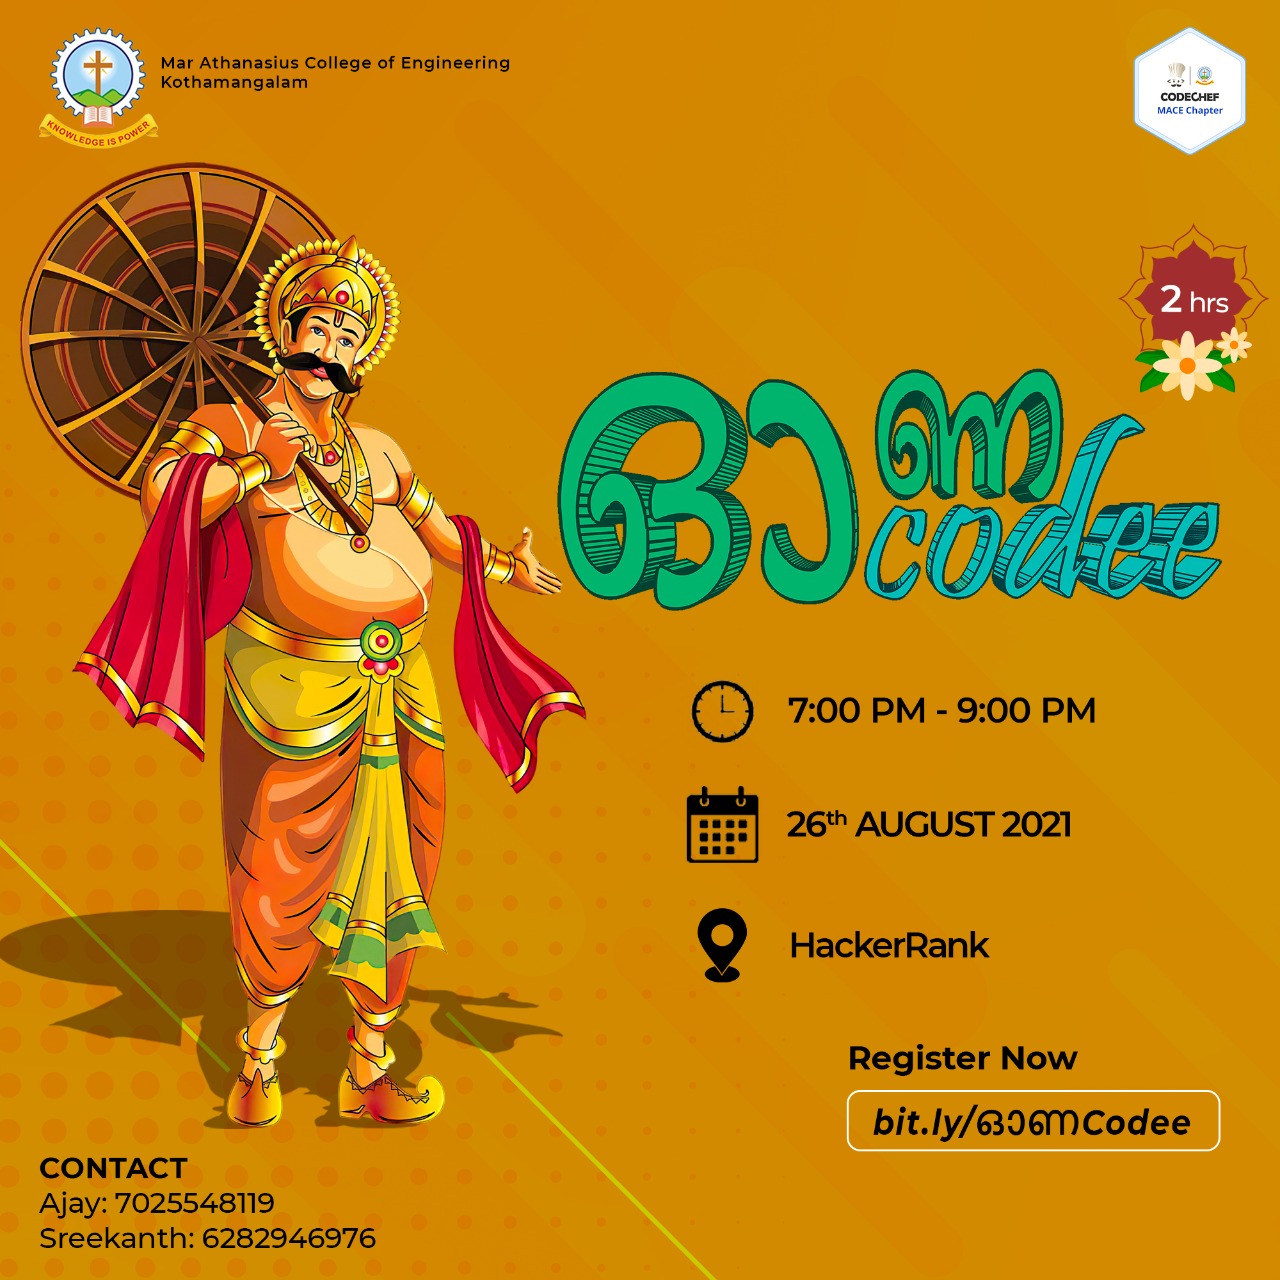 Mar Athanasius College of Engineering
Kothamangalam
KNOWLEDGE IS POWER
CODECHEF
MACE Chapter
2 hrs
ഓണ
codee
7:00 PM - 9:00 PM
26th AUGUST 2021
HackerRank
Register Now
bit.ly/ഓണCodee
CONTACT
Ajay: 7025548119
Sreekanth: 6282946976